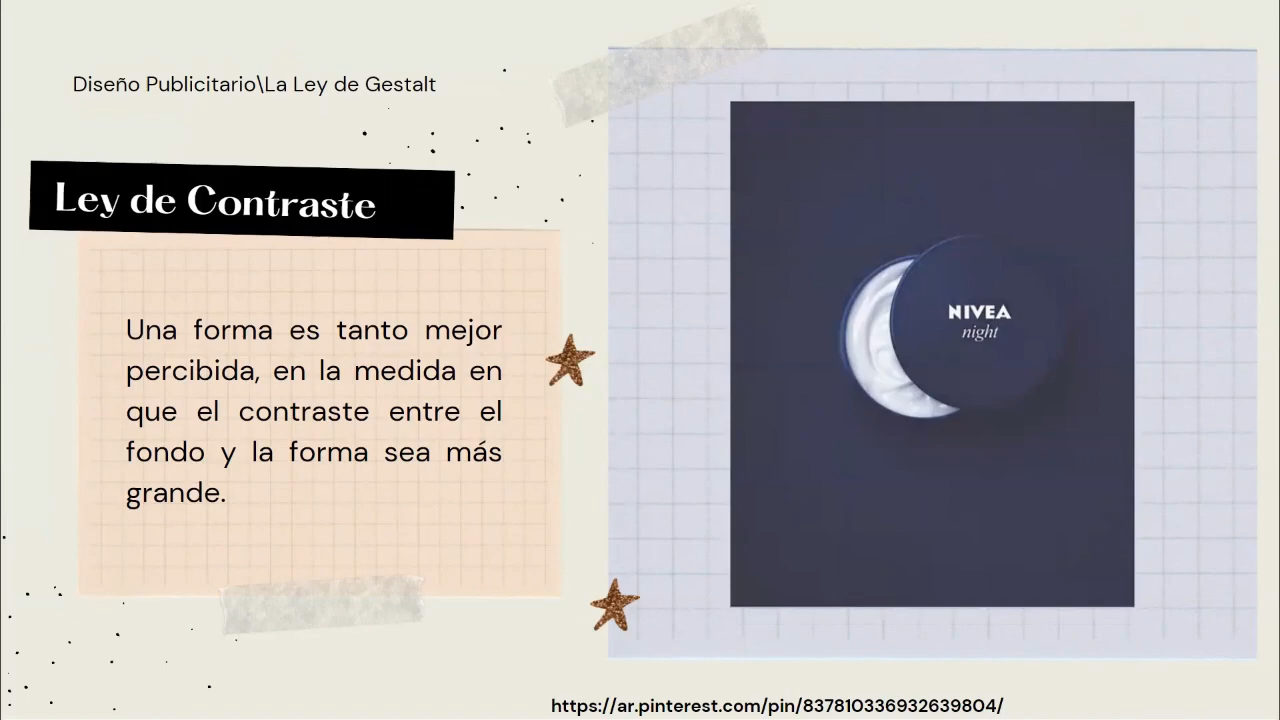 Diseño Publicitario\La Ley de Gestalt
Ley de Contraste
Una forma es tanto mejor
percibida, en la medida en
que el contraste entre el
fondo y la forma sea más
grande.
NIVEA
night
https://ar.pinterest.com/pin/837810336932639804/